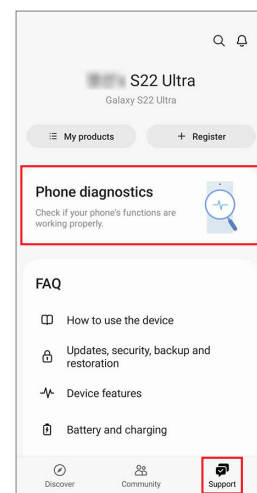 S22 Ultra
Galaxy S22 Ultra
My products
+ Register
Phone diagnostics
Check if your phone's functions are
working properly.
FAQ
How to use the device
Updates, security, backup and
restoration
Device features
Battery and charging
Discover
Community
Support